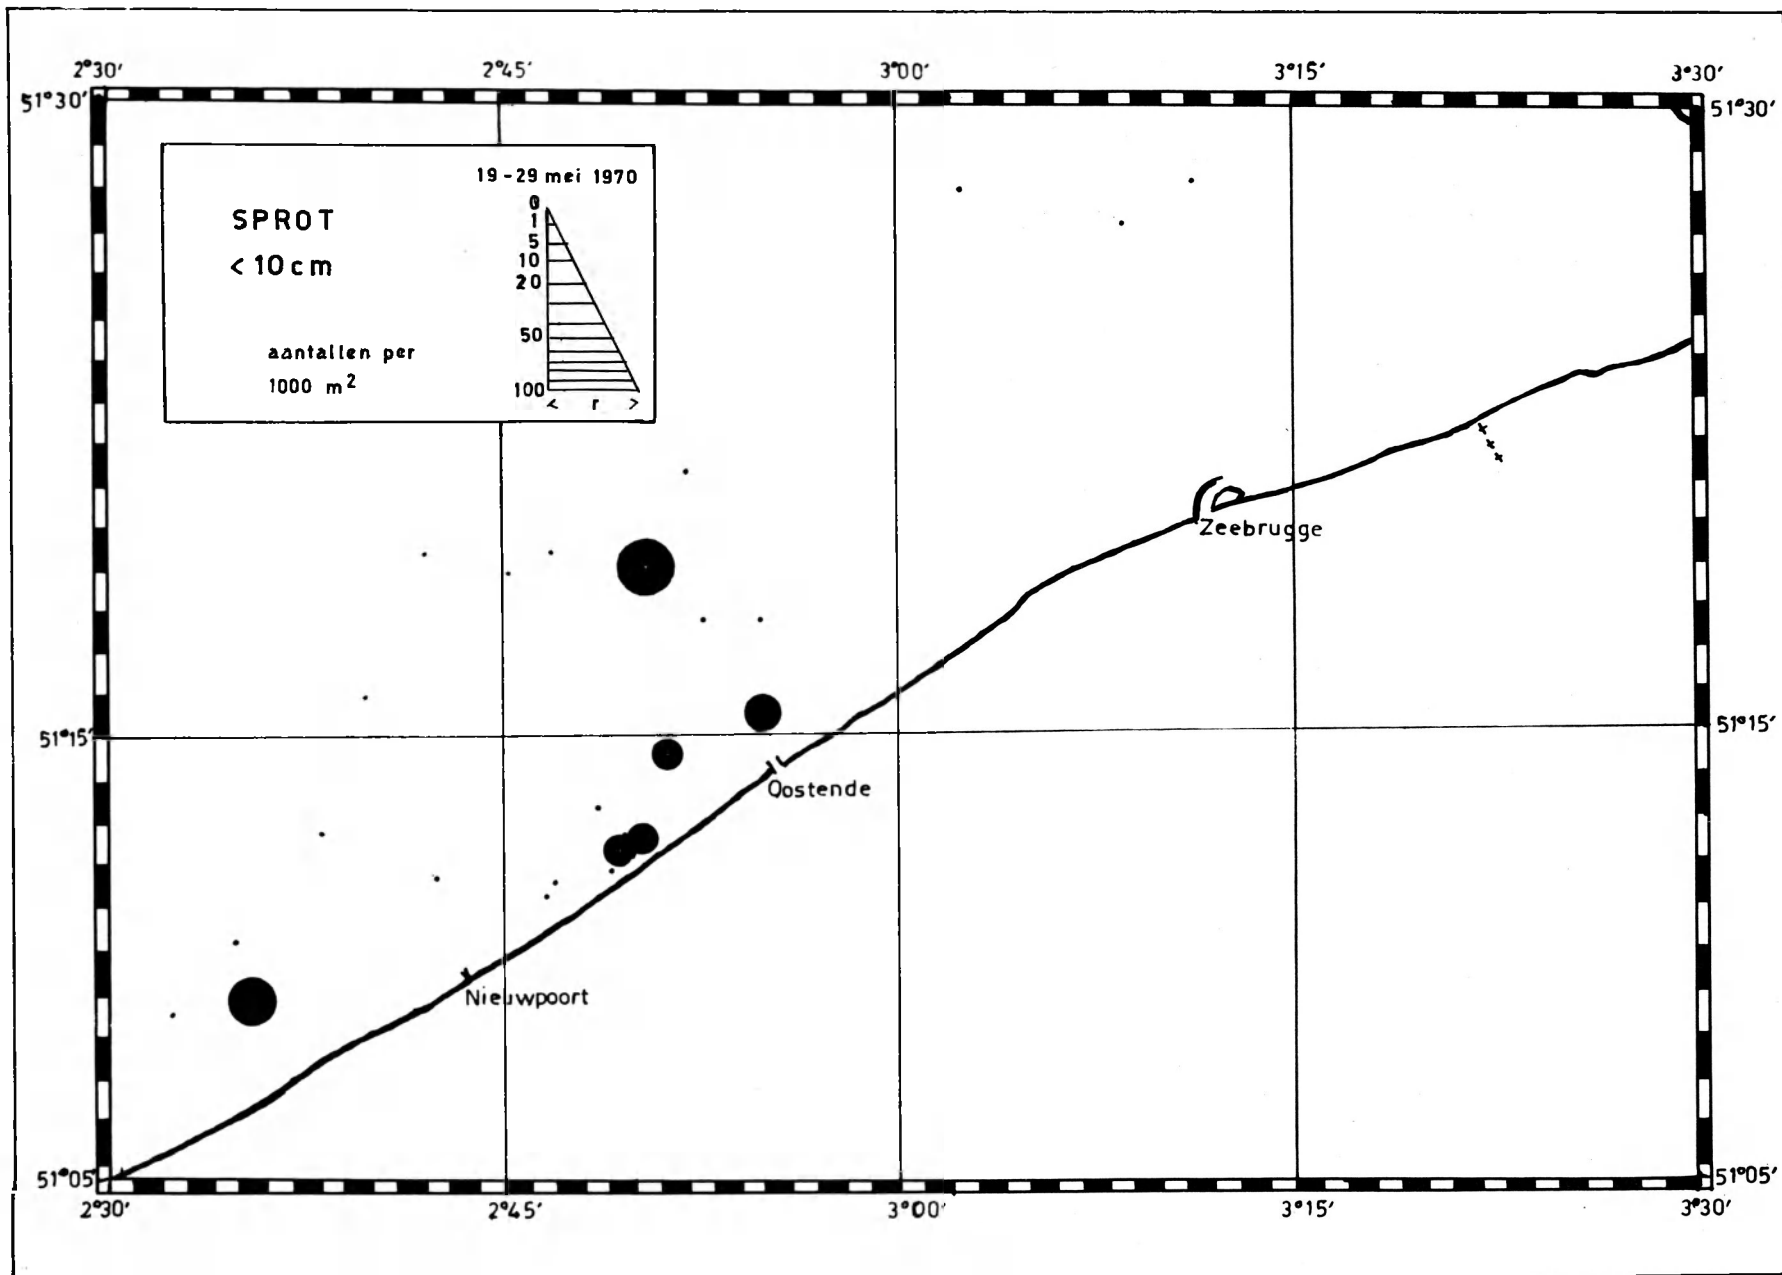 2°30' 2°45' 3°00' 3°15' 3°30'
51°30' 51°30'
19-29 mei 1970
SPROT
< 10cm
0
1
5
10
20
50
100
aantallen per
1000 m²
< r >
Zeebrugge
51°15' 51°15'
Oostende
Nieuwpoort
51°05' 51°05'
2°30' 2°45' 3°00' 3°15' 3°30'